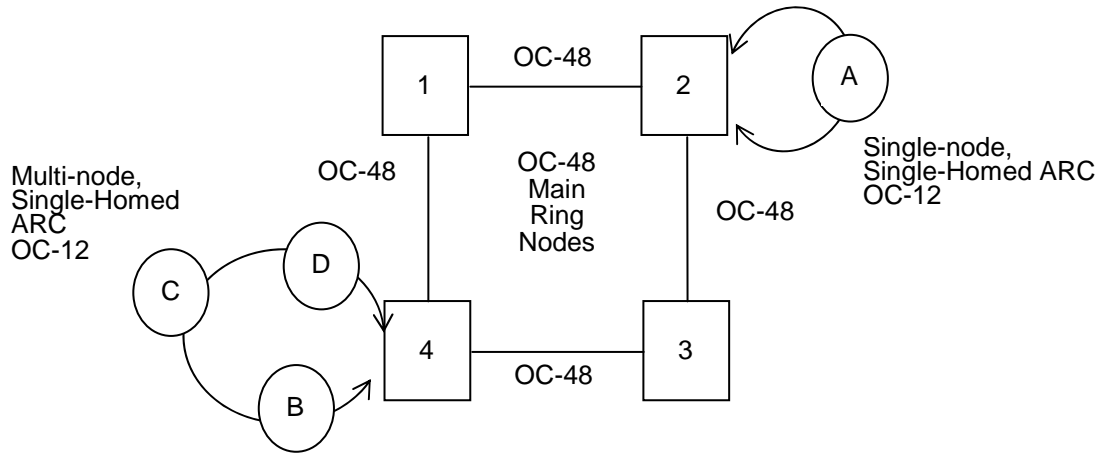 1
OC-48
2
A
OC-48
OC-48
Main
Ring
Nodes
Single-node,
Single-Homed ARC
OC-12
OC-48
Multi-node,
Single-Homed
ARC
OC-12
D
C
4
3
OC-48
B